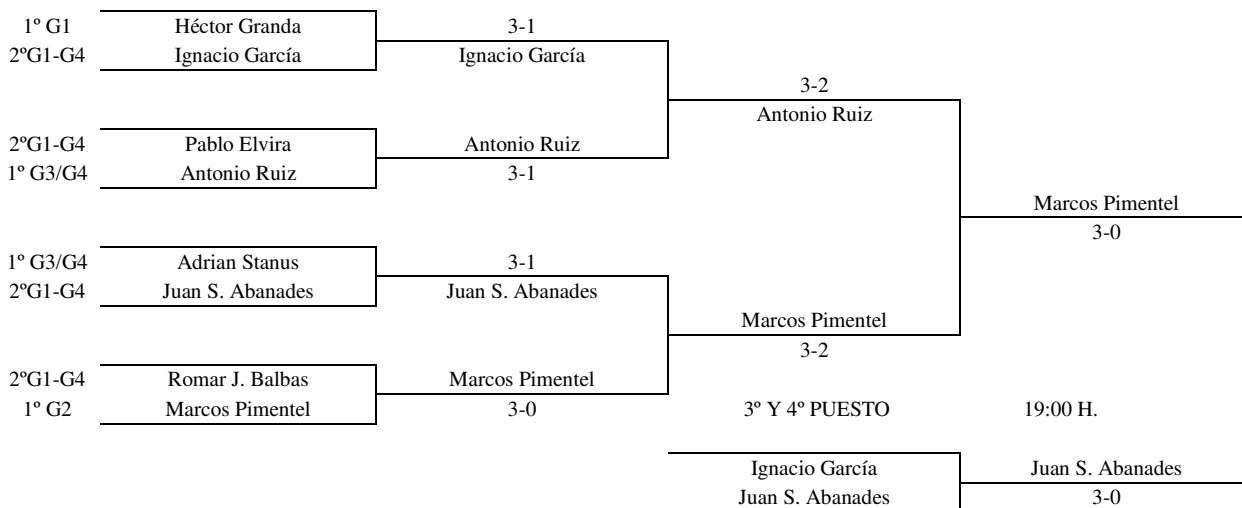 1º G1 Héctor Granda 3-1
2ºG1-G4 Ignacio García Ignacio García
3-2
Antonio Ruiz
2ºG1-G4 Pablo Elvira Antonio Ruiz
1º G3/G4 Antonio Ruiz 3-1
Marcos Pimentel
3-0
1º G3/G4 Adrian Stanus 3-1
2ºG1-G4 Juan S. Abanades Juan S. Abanades
Marcos Pimentel
3-2
2ºG1-G4 Romar J. Balbas Marcos Pimentel
1º G2 Marcos Pimentel 3-0 3º Y 4º PUESTO 19:00 H.
Ignacio García Juan S. Abanades
Juan S. Abanades 3-0